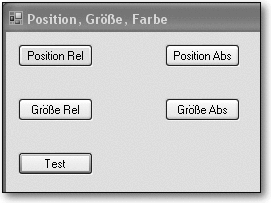 Position, Größe, Farbe
Position Rel Position Abs
Größe Rel Größe Abs
Test